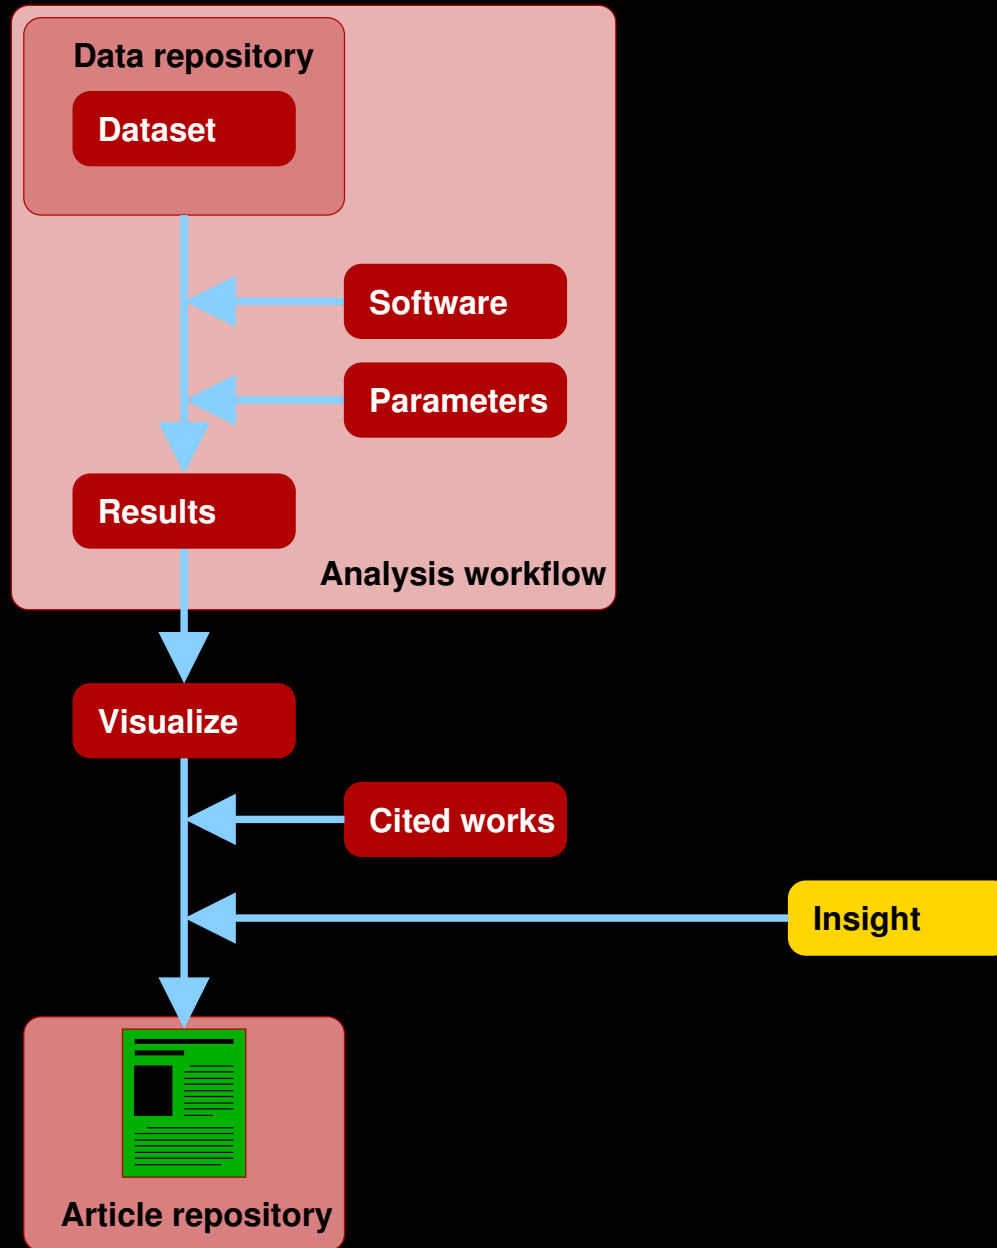 Data repository
Dataset
Software
Parameters
Results
Analysis workflow
Visualize
Cited works
Insight
Article repository